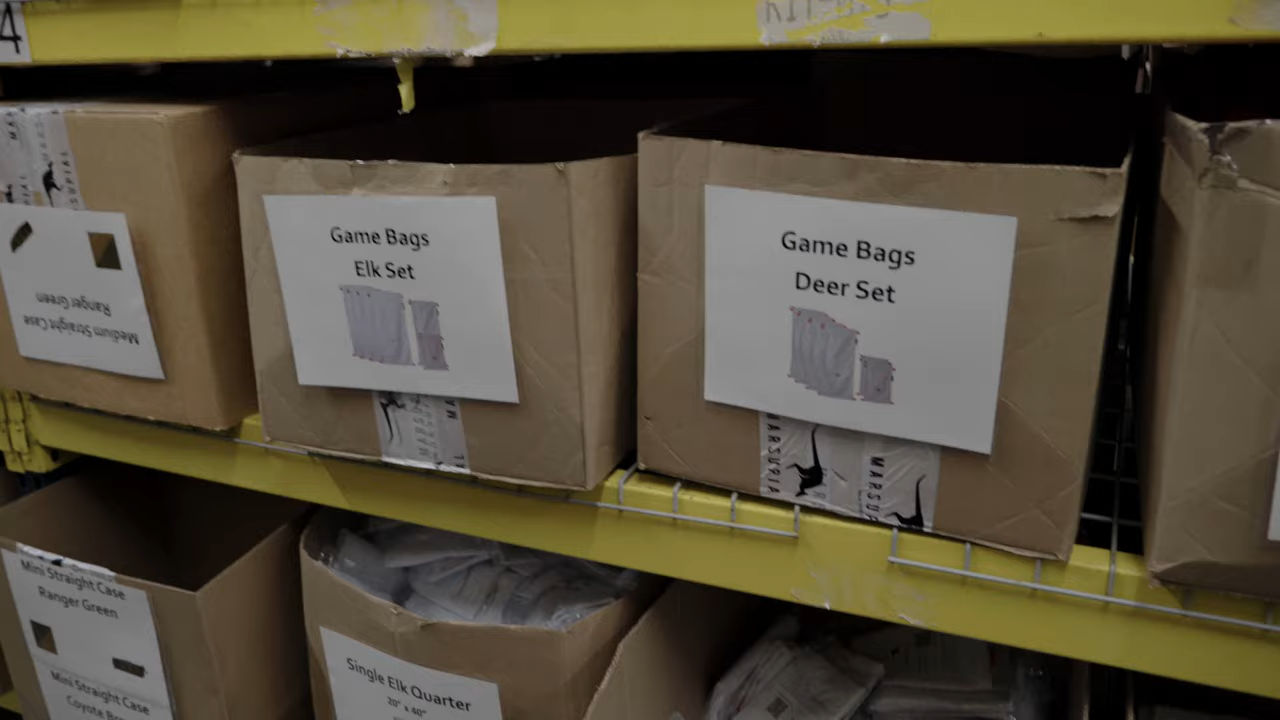 4
Medium Straight Case
Ranger Green
Game Bags
Elk Set
Game Bags
Deer Set
MARSUPIA
MARSU
Mini Straight Case
Ranger Green
Mini Straight Case
Single Elk Quarter
20" x 40"